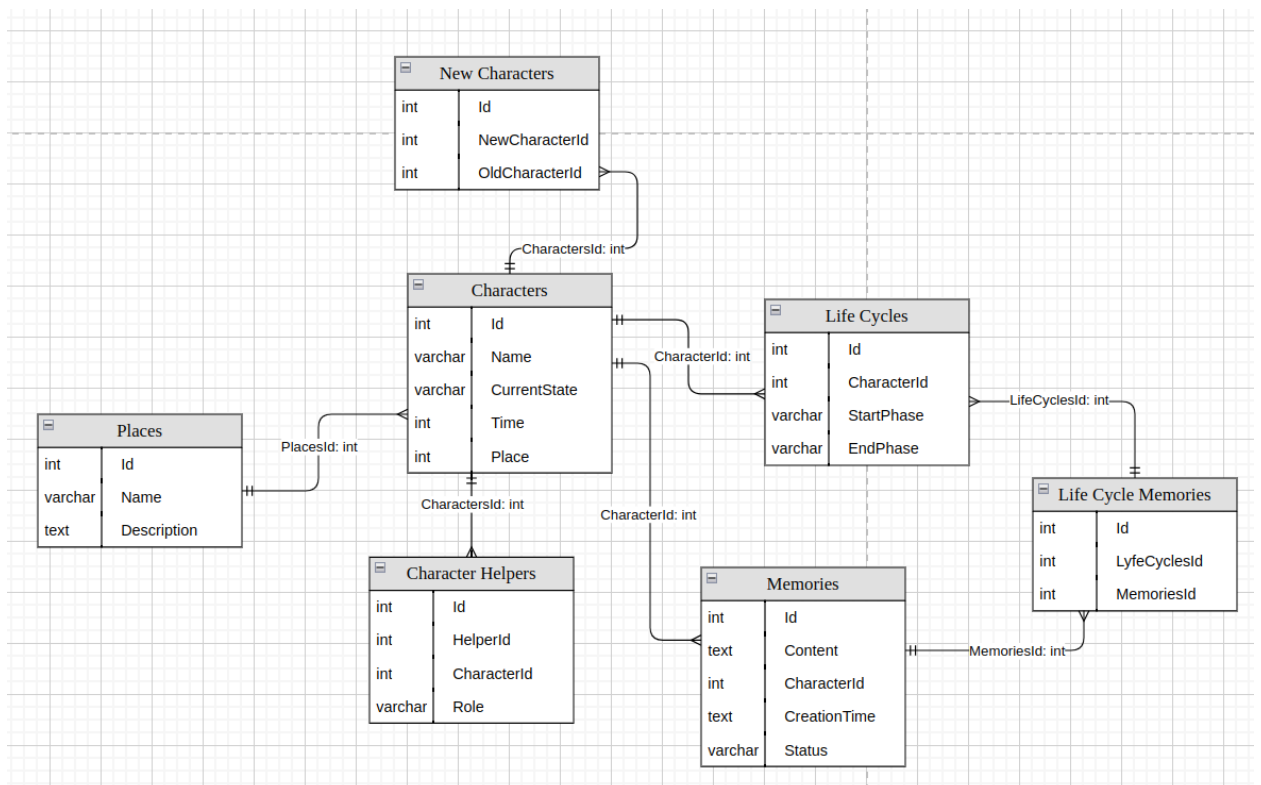 New Characters
int Id
int NewCharacterId
int OldCharacterId
CharactersId: int
Characters
int Id
varchar Name
varchar CurrentState
int Time
int Place
Life Cycles
int Id
int CharacterId
varchar StartPhase
varchar EndPhase
CharacterId: int
LifeCyclesId: int
Places
int Id
varchar Name
text Description
PlacesId: int
CharactersId: int
CharacterId: int
Life Cycle Memories
int Id
int LyfeCyclesId
int MemoriesId
Character Helpers
int Id
int HelperId
int CharacterId
varchar Role
Memories
int Id
text Content
int CharacterId
text CreationTime
varchar Status
MemoriesId: int